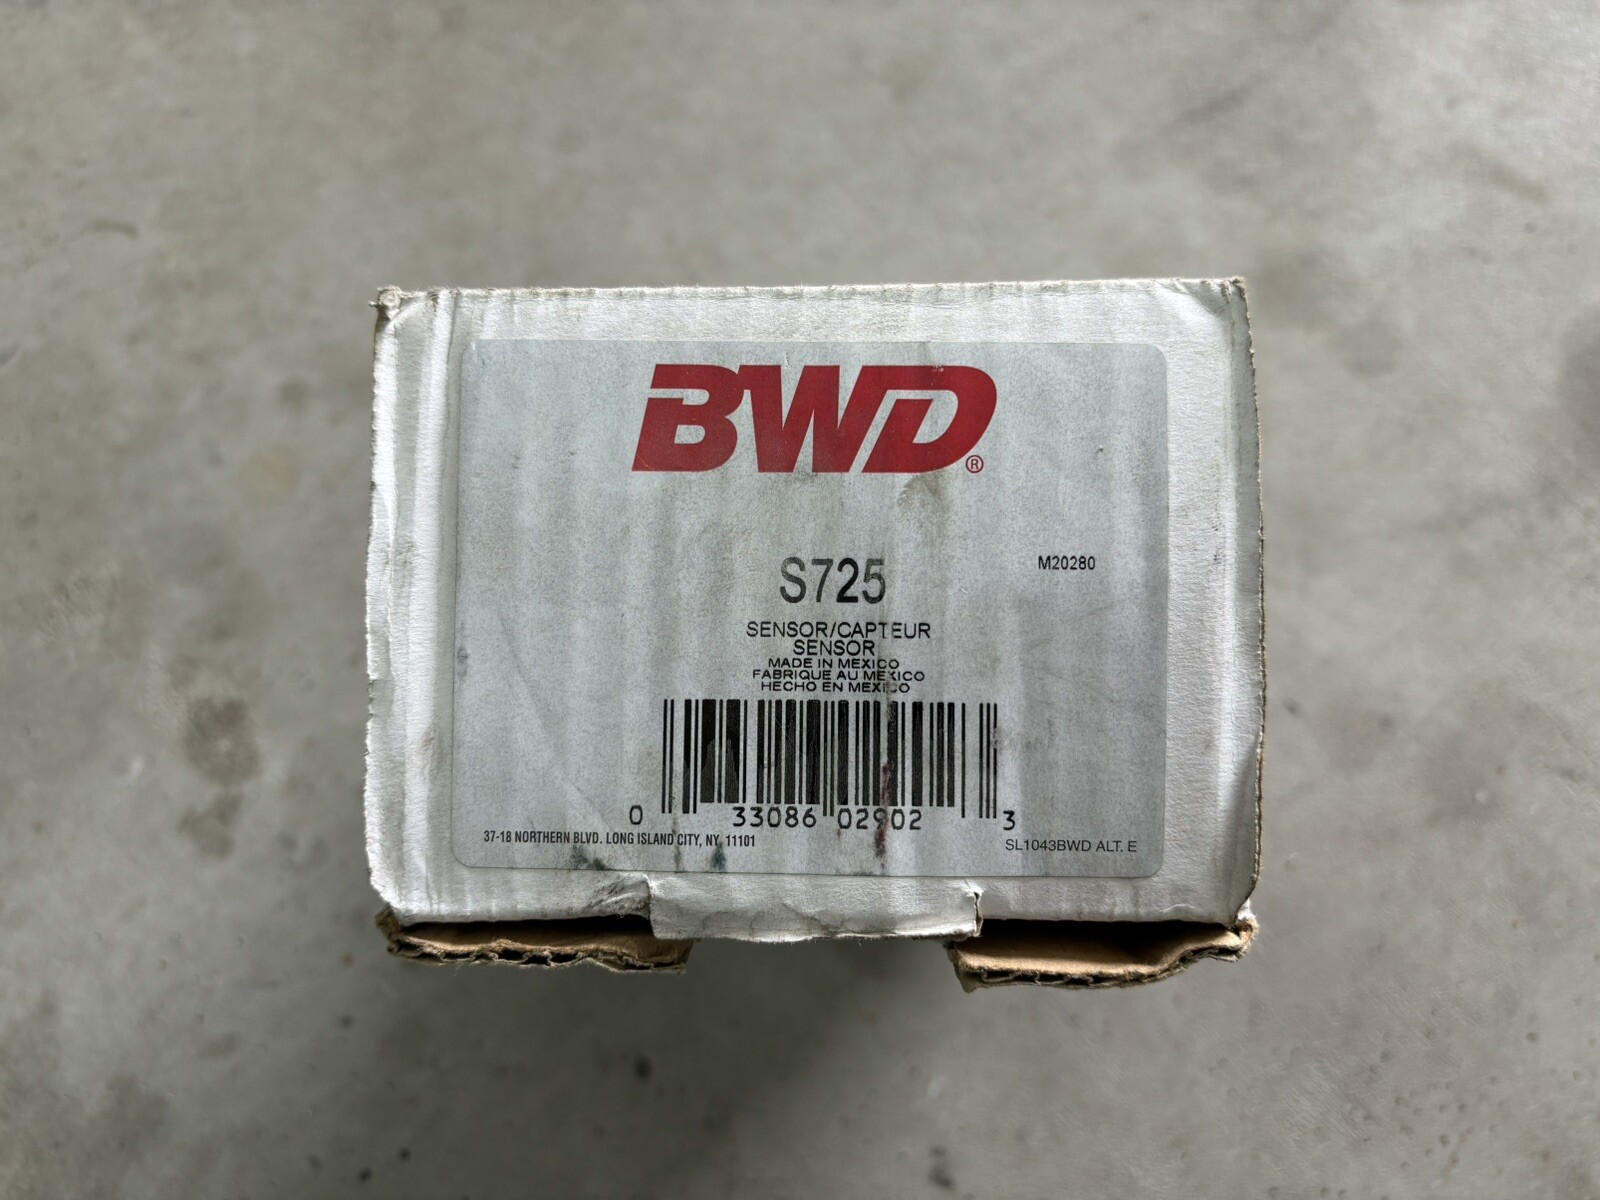 BWD®
S725
M20280
SENSOR/CAPTEUR
SENSOR
MADE IN MEXICO
FABRIQUE AU MEXICO
HECHO EN MEXICO
0 33086 02902 3
37-18 NORTHERN BLVD. LONG ISLAND CITY, NY, 11101
SL1043BWD ALT. E